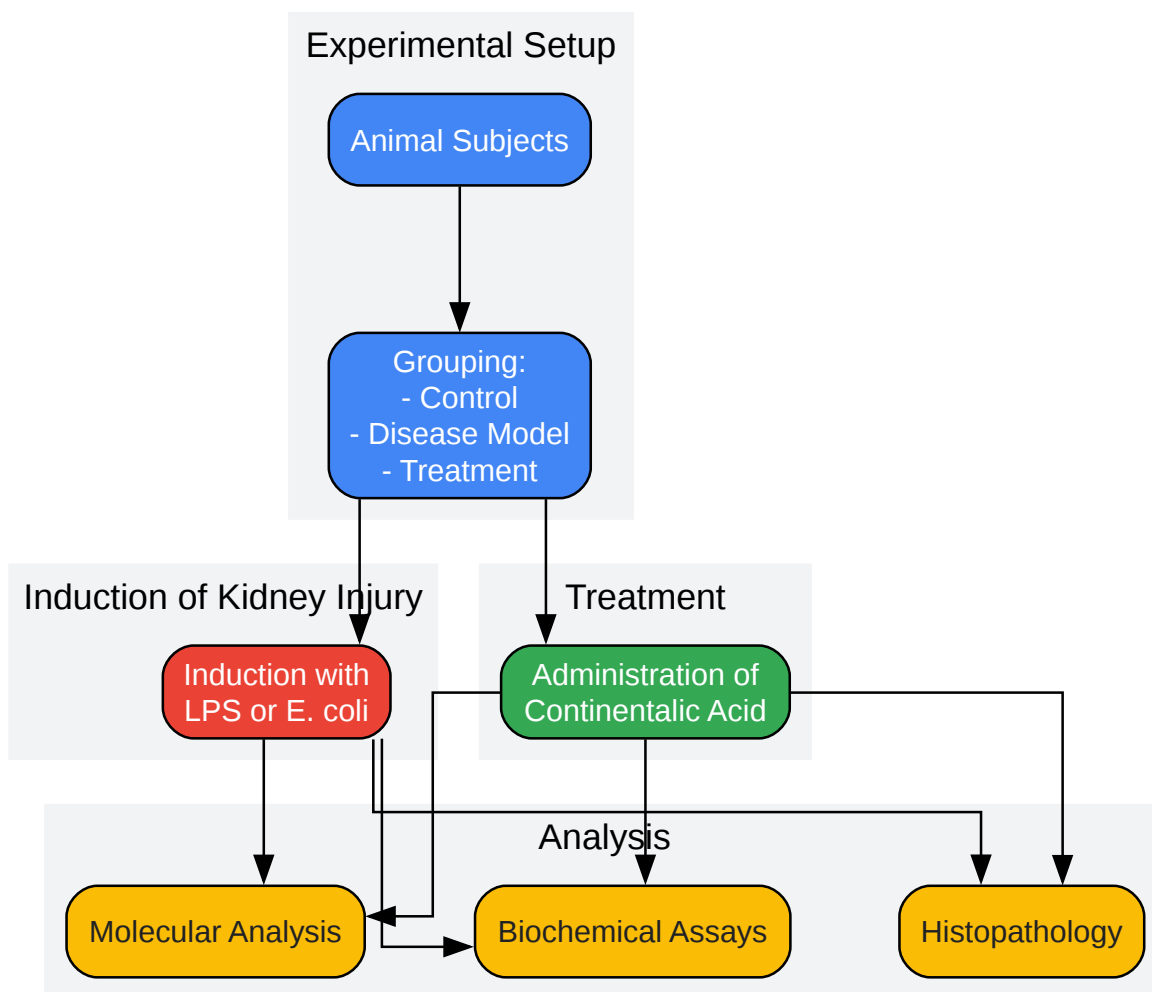 Experimental Setup
Animal Subjects
Grouping:
- Control
- Disease Model
- Treatment
Induction of Kidney Injury
Treatment
Induction with
LPS or E. coli
Administration of
Continentalic Acid
Analysis
Molecular Analysis
Biochemical Assays
Histopathology